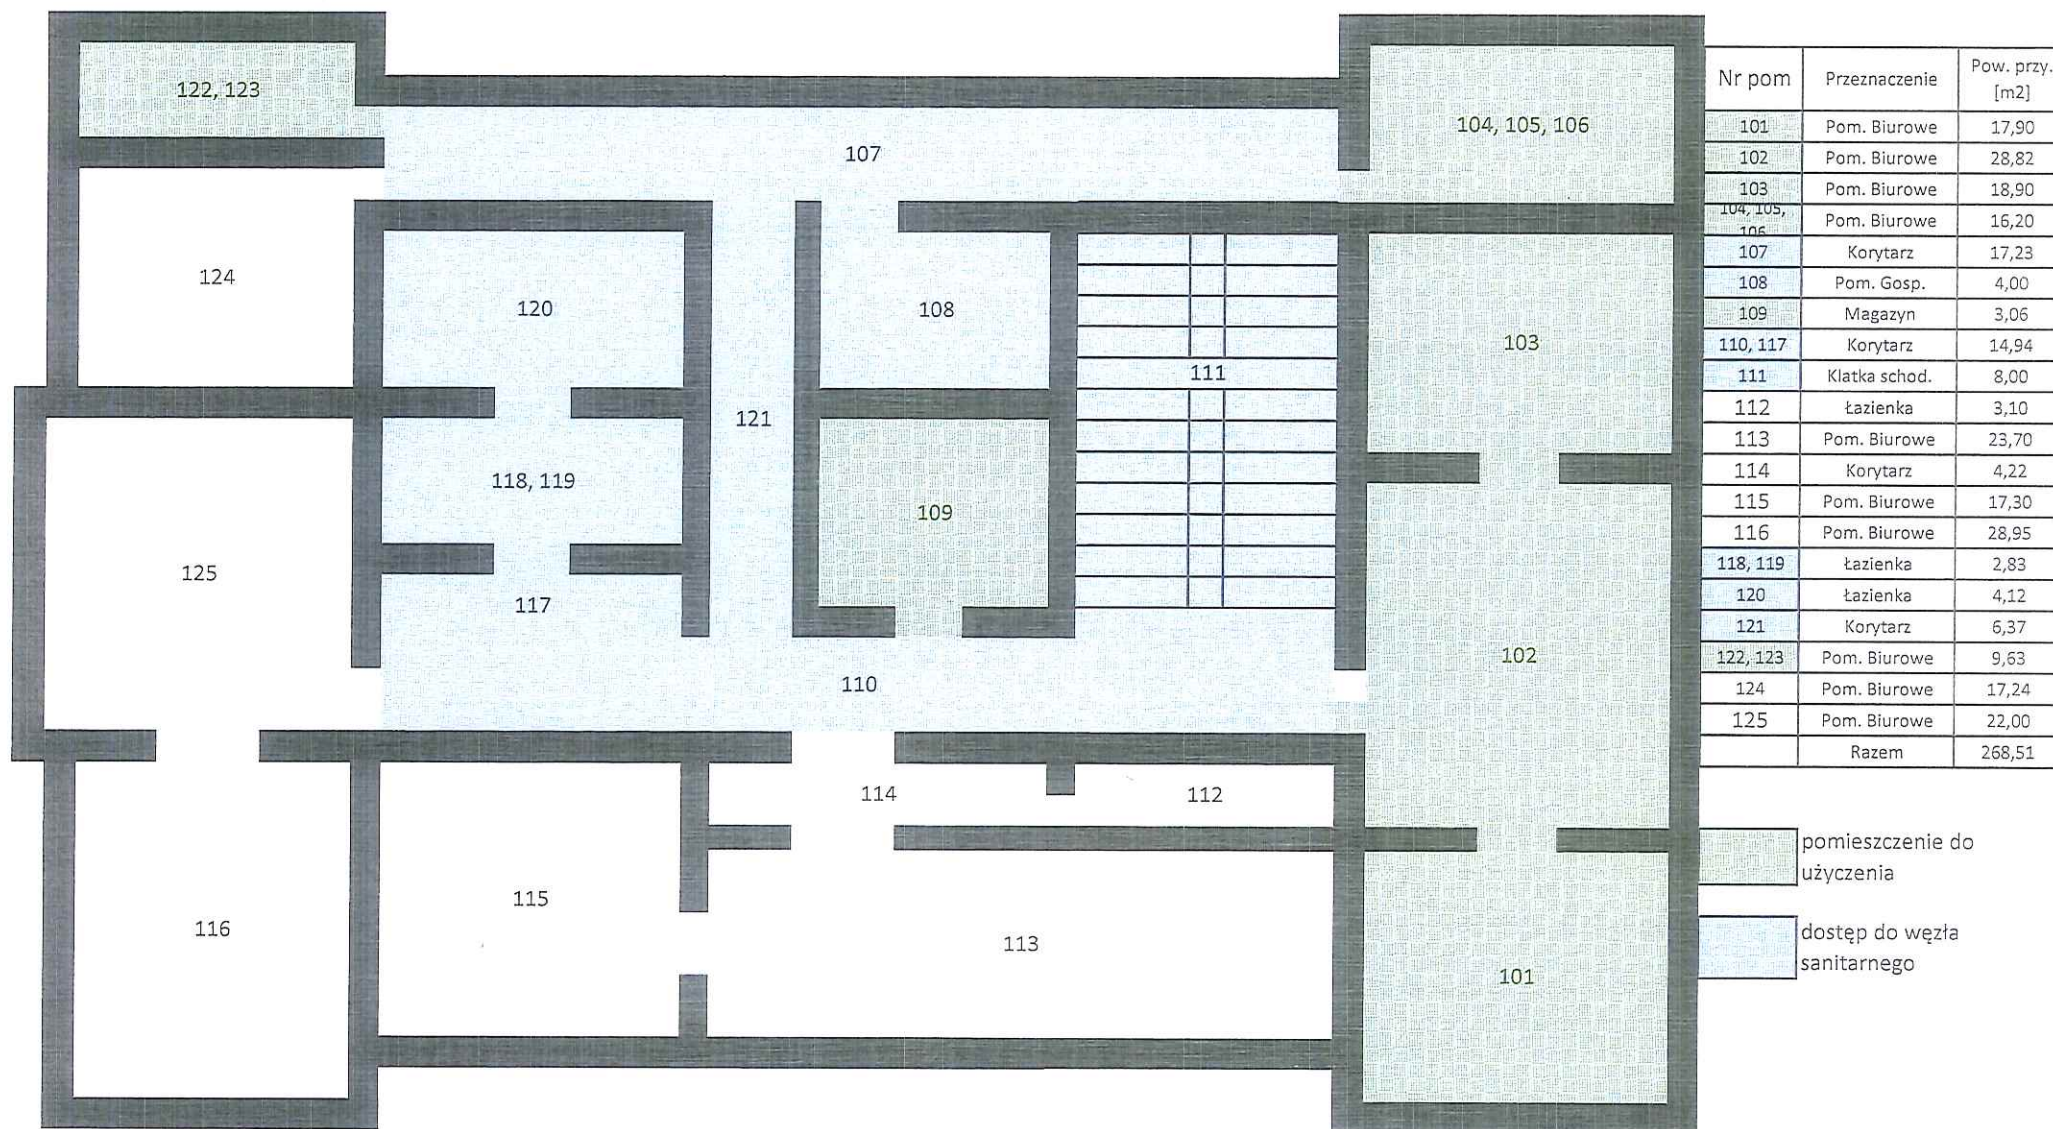 122, 123
104, 105, 106
107
124
120
108
103
111
121
118, 119
109
125
117
102
110
114
112
115
116
113
101
Nr pom Przeznaczenie Pow. przy. [m2]
101 Pom. Biurowe 17,90
102 Pom. Biurowe 28,82
103 Pom. Biurowe 18,90
104, 105, 106 Pom. Biurowe 16,20
107 Korytarz 17,23
108 Pom. Gosp. 4,00
109 Magazyn 3,06
110, 117 Korytarz 14,94
111 Klatka schod. 8,00
112 Łazienka 3,10
113 Pom. Biurowe 23,70
114 Korytarz 4,22
115 Pom. Biurowe 17,30
116 Pom. Biurowe 28,95
118, 119 Łazienka 2,83
120 Łazienka 4,12
121 Korytarz 6,37
122, 123 Pom. Biurowe 9,63
124 Pom. Biurowe 17,24
125 Pom. Biurowe 22,00
Razem 268,51
pomieszczenie do
użyczenia
dostęp do węzła
sanitarnego